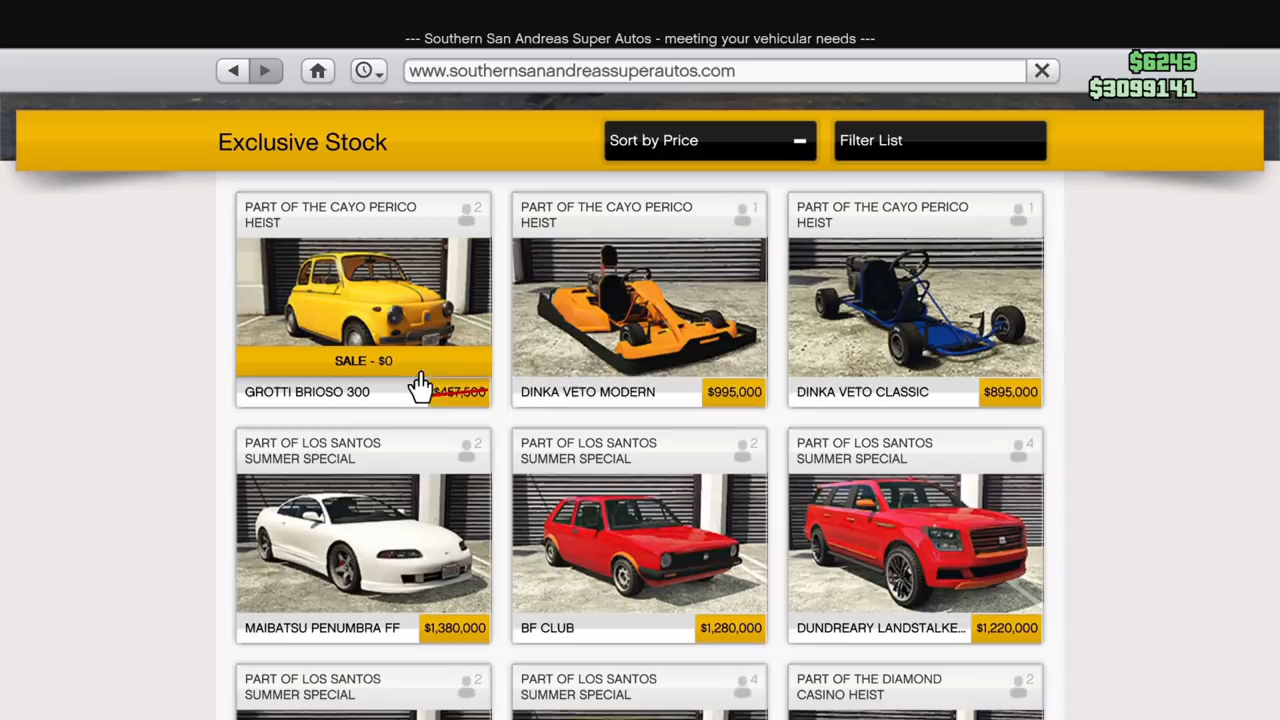 --- Southern San Andreas Super Autos - meeting your vehicular needs ---
www.southernsanandreassuperautos.com
$6243
$3099141
Exclusive Stock
Sort by Price
Filter List
PART OF THE CAYO PERICO
HEIST
2
SALE - $0
GROTTI BRIOSO 300
$457,500
PART OF THE CAYO PERICO
HEIST
1
DINKA VETO MODERN
$995,000
PART OF THE CAYO PERICO
HEIST
1
DINKA VETO CLASSIC
$895,000
PART OF LOS SANTOS
SUMMER SPECIAL
2
MAIBATSU PENUMBRA FF
$1,380,000
PART OF LOS SANTOS
SUMMER SPECIAL
2
BF CLUB
$1,280,000
PART OF LOS SANTOS
SUMMER SPECIAL
4
DUNDREARY LANDSTALKE...
$1,220,000
PART OF LOS SANTOS
SUMMER SPECIAL
2
PART OF LOS SANTOS
SUMMER SPECIAL
4
PART OF THE DIAMOND
CASINO HEIST
2